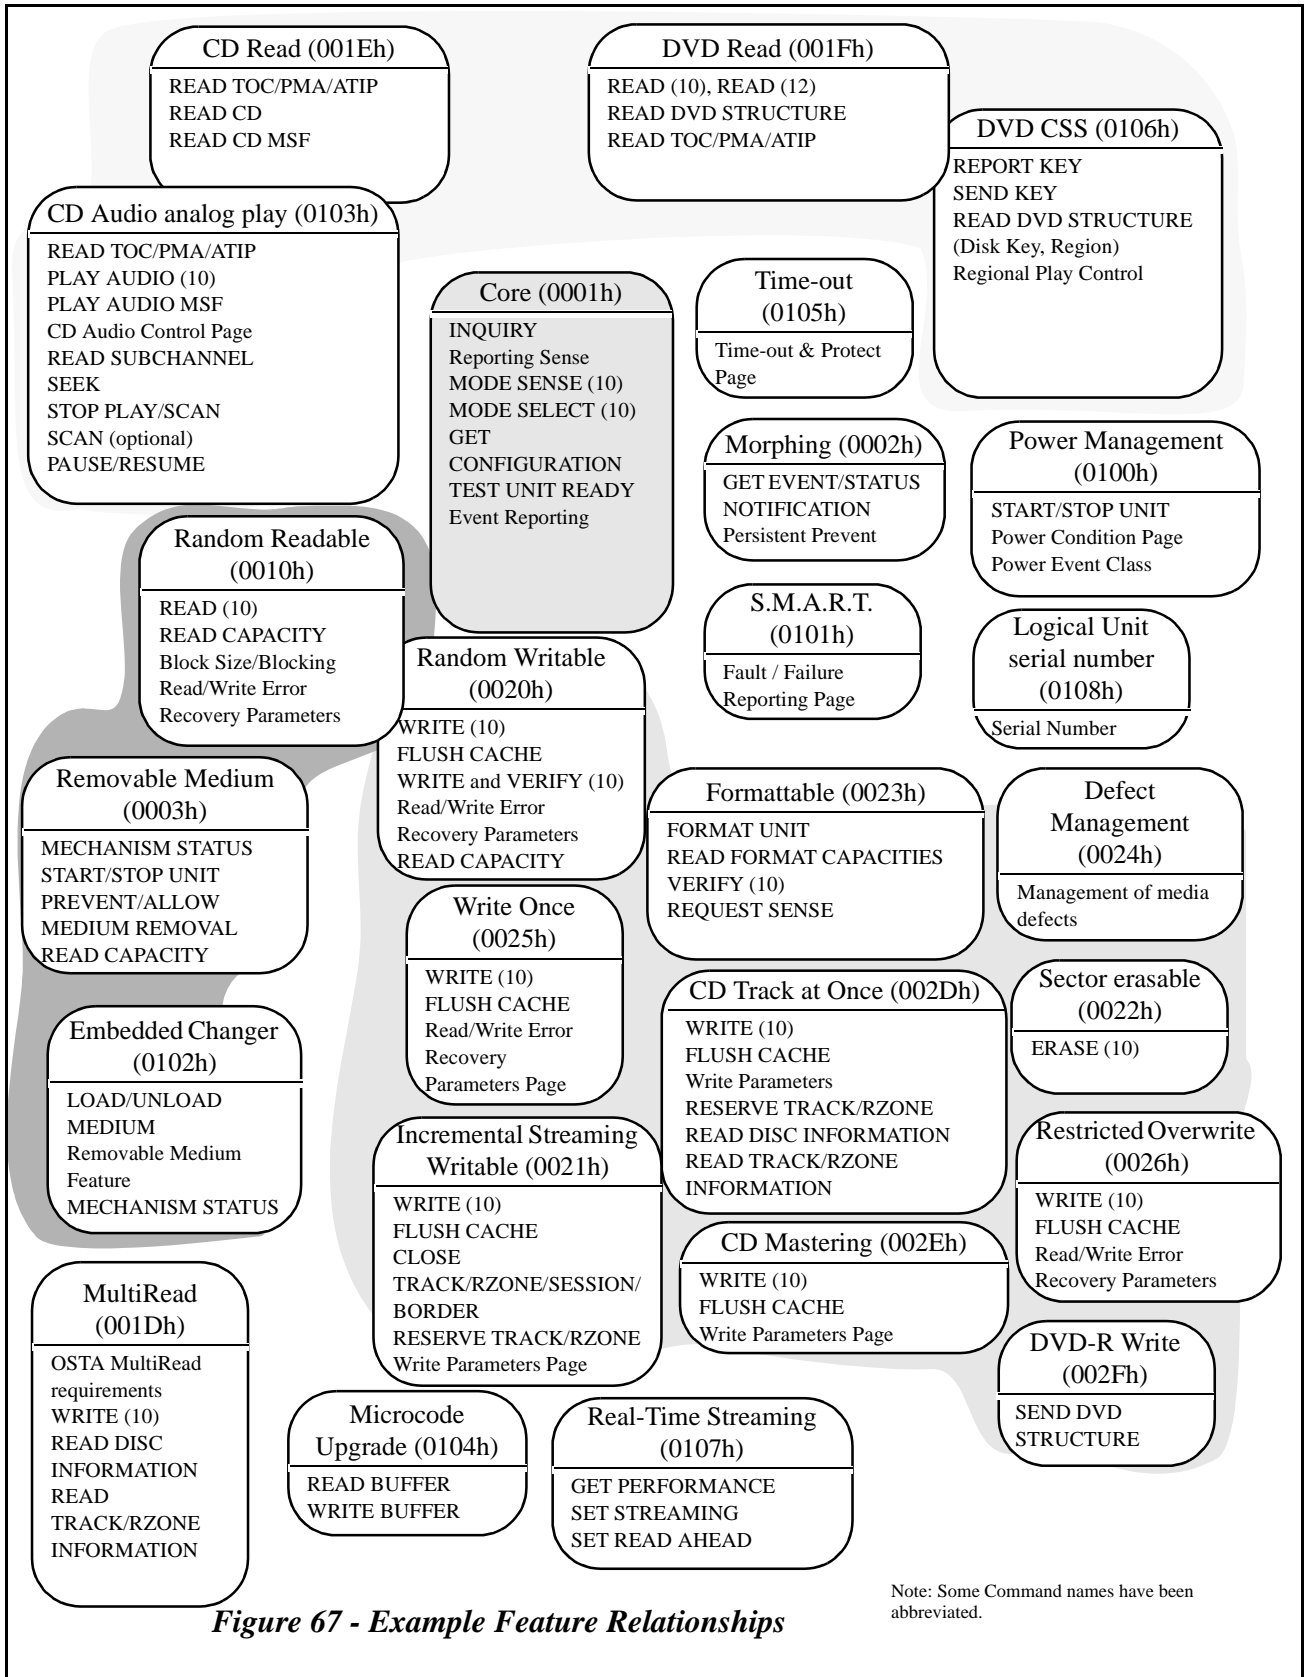 CD Read (001Eh)
READ TOC/PMA/ATIP
READ CD
READ CD MSF
DVD Read (001Fh)
READ (10), READ (12)
READ DVD STRUCTURE
READ TOC/PMA/ATIP
DVD CSS (0106h)
REPORT KEY
SEND KEY
READ DVD STRUCTURE
(Disk Key, Region)
Regional Play Control
CD Audio analog play (0103h)
READ TOC/PMA/ATIP
PLAY AUDIO (10)
PLAY AUDIO MSF
CD Audio Control Page
READ SUBCHANNEL
SEEK
STOP PLAY/SCAN
SCAN (optional)
PAUSE/RESUME
Core (0001h)
INQUIRY
Reporting Sense
MODE SENSE (10)
MODE SELECT (10)
GET
CONFIGURATION
TEST UNIT READY
Event Reporting
Time-out
(0105h)
Time-out & Protect
Page
Morphing (0002h)
GET EVENT/STATUS
NOTIFICATION
Persistent Prevent
Power Management
(0100h)
START/STOP UNIT
Power Condition Page
Power Event Class
Random Readable
(0010h)
READ (10)
READ CAPACITY
Block Size/Blocking
Read/Write Error
Recovery Parameters
Random Writable
(0020h)
WRITE (10)
FLUSH CACHE
WRITE and VERIFY (10)
Read/Write Error
Recovery Parameters
READ CAPACITY
S.M.A.R.T.
(0101h)
Fault / Failure
Reporting Page
Logical Unit
serial number
(0108h)
Serial Number
Removable Medium
(0003h)
MECHANISM STATUS
START/STOP UNIT
PREVENT/ALLOW
MEDIUM REMOVAL
READ CAPACITY
Formattable (0023h)
FORMAT UNIT
READ FORMAT CAPACITIES
VERIFY (10)
REQUEST SENSE
Defect
Management
(0024h)
Management of media
defects
Write Once
(0025h)
WRITE (10)
FLUSH CACHE
Read/Write Error
Recovery
Parameters Page
CD Track at Once (002Dh)
WRITE (10)
FLUSH CACHE
Write Parameters
RESERVE TRACK/RZONE
READ DISC INFORMATION
READ TRACK/RZONE
INFORMATION
Sector erasable
(0022h)
ERASE (10)
Embedded Changer
(0102h)
LOAD/UNLOAD
MEDIUM
Removable Medium
Feature
MECHANISM STATUS
Incremental Streaming
Writable (0021h)
WRITE (10)
FLUSH CACHE
CLOSE
TRACK/RZONE/SESSION/
BORDER
RESERVE TRACK/RZONE
Write Parameters Page
Restricted Overwrite
(0026h)
WRITE (10)
FLUSH CACHE
Read/Write Error
Recovery Parameters
CD Mastering (002Eh)
WRITE (10)
FLUSH CACHE
Write Parameters Page
MultiRead
(001Dh)
OSTA MultiRead
requirements
WRITE (10)
READ DISC
INFORMATION
READ
TRACK/RZONE
INFORMATION
DVD-R Write
(002Fh)
SEND DVD
STRUCTURE
Microcode
Upgrade (0104h)
READ BUFFER
WRITE BUFFER
Real-Time Streaming
(0107h)
GET PERFORMANCE
SET STREAMING
SET READ AHEAD
Note: Some Command names have been
abbreviated.
Figure 67 - Example Feature Relationships